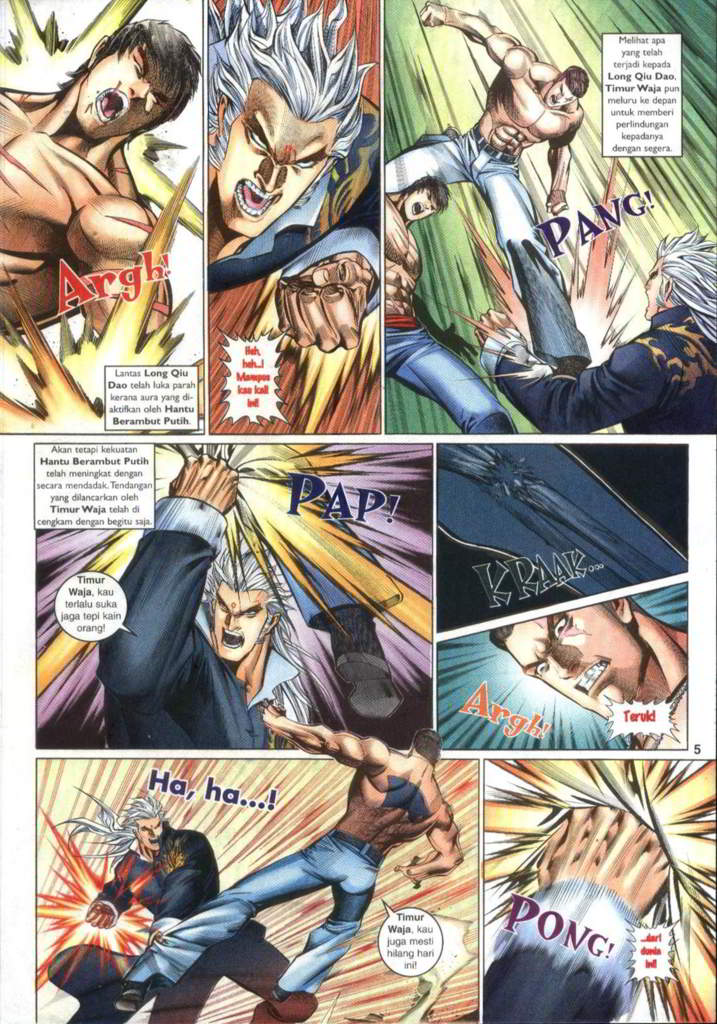 Argh!
Lantas Long Qiu
Dao telah luka parah
kerana aura yang di-
aktifkan oleh Hantu
Berambut Putih.
Heh,
heh...!
Mampus
kau kali
ini!
Melihat apa
yang telah
terjadi kepada
Long Qiu Dao,
Timur Waja pun
meluru ke depan
untuk memberi
perlindungan
kepadanya
dengan segera.
PANG!
Akan tetapi kekuatan
Hantu Berambut Putih
telah meningkat dengan
secara mendadak. Tendangan
yang dilancarkan oleh
Timur Waja telah di
cengkam dengan begitu saja.
PAP!
Timur
Waja, kau
terlalu suka
jaga tepi kain
orang!
KRAAK...
Argh!
Teruk!
5
Ha, ha...!
Timur
Waja, kau
juga mesti
hilang hari
ini!
PONG!
...dari
dunia
ini!